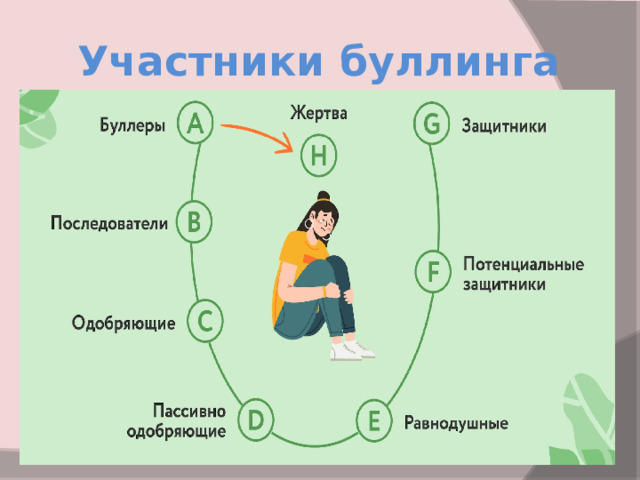 Участники буллинга
Буллеры
A
Жертва
H
G
Защитники
Последователи
B
F
Потенциальные
защитники
Одобряющие
C
Пассивно
одобряющие
D
E
Равнодушные